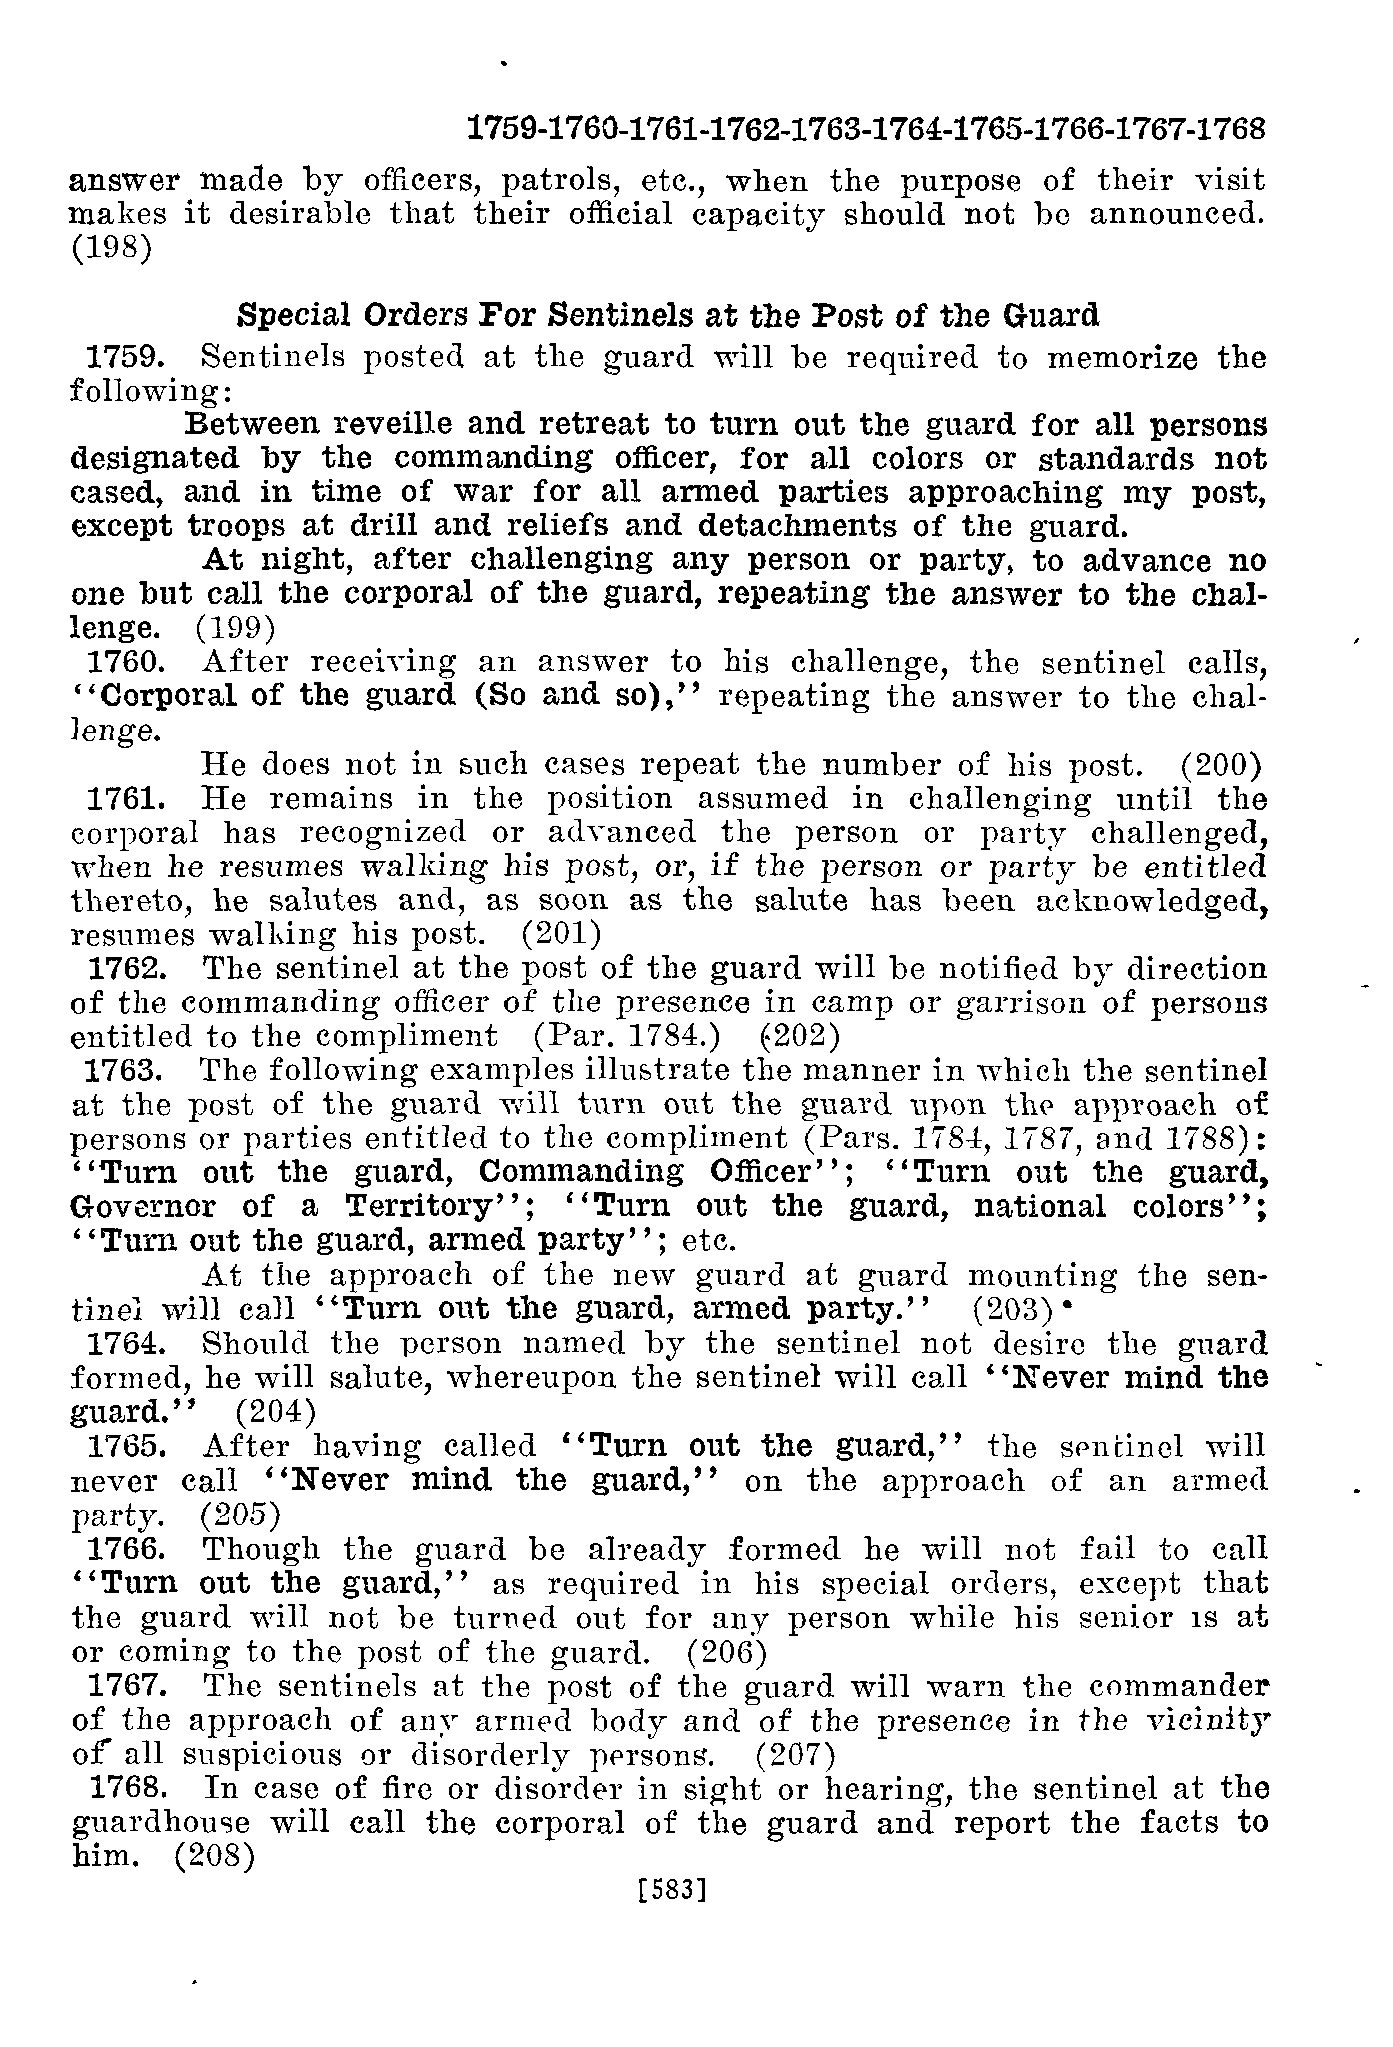 1759-1760-1761-1762-1763-1764-1765-1766-1767-1768
answer made by officers, patrols, etc., when the purpose of their visit
makes it desirable that their official capacity should not be announced.
(198)
Special Orders For Sentinels at the Post of the Guard
1759. Sentinels posted at the guard will be required to memorize the
following:
Between reveille and retreat to turn out the guard for all persons
designated by the commanding officer, for all colors or standards not
cased, and in time of war for all armed parties approaching my post,
except troops at drill and reliefs and detachments of the guard.
At night, after challenging any person or party, to advance no
one but call the corporal of the guard, repeating the answer to the chal-
lenge. (199)
1760. After receiving an answer to his challenge, the sentinel calls,
‘‘Corporal of the guard (So and so),’’ repeating the answer to the chal-
lenge.
He does not in such cases repeat the number of his post. (200)
1761. He remains in the position assumed in challenging until the
corporal has recognized or advanced the person or party challenged,
when he resumes walking his post, or, if the person or party be entitled
thereto, he salutes and, as soon as the salute has been acknowledged,
resumes walking his post. (201)
1762. The sentinel at the post of the guard will be notified by direction
of the commanding officer of the presence in camp or garrison of persons
entitled to the compliment (Par. 1784.) (202)
1763. The following examples illustrate the manner in which the sentinel
at the post of the guard will turn out the guard upon the approach of
persons or parties entitled to the compliment (Pars. 1784, 1787, and 1788):
‘‘Turn out the guard, Commanding Officer’’; ‘‘Turn out the guard,
Governor of a Territory’’; ‘‘Turn out the guard, national colors’’;
‘‘Turn out the guard, armed party’’; etc.
At the approach of the new guard at guard mounting the sen-
tinel will call ‘‘Turn out the guard, armed party.’’ (203)
1764. Should the person named by the sentinel not desire the guard
formed, he will salute, whereupon the sentinel will call ‘‘Never mind the
guard.’’ (204)
1765. After having called ‘‘Turn out the guard,’’ the sentinel will
never call ‘‘Never mind the guard,’’ on the approach of an armed
party. (205)
1766. Though the guard be already formed he will not fail to call
‘‘Turn out the guard,’’ as required in his special orders, except that
the guard will not be turned out for any person while his senior is at
or coming to the post of the guard. (206)
1767. The sentinels at the post of the guard will warn the commander
of the approach of any armed body and of the presence in the vicinity
of all suspicious or disorderly persons. (207)
1768. In case of fire or disorder in sight or hearing, the sentinel at the
guardhouse will call the corporal of the guard and report the facts to
him. (208)
[583]